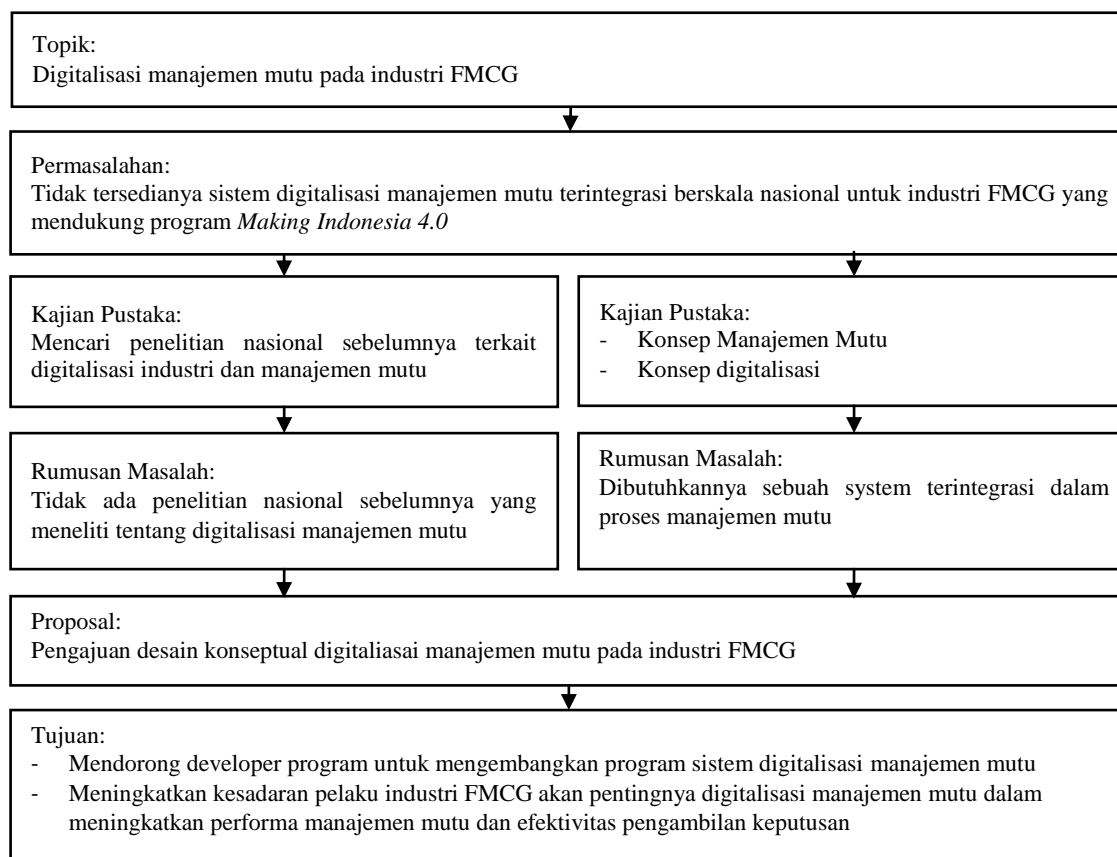 Topik:
Digitalisasi manajemen mutu pada industri FMCG
Permasalahan:
Tidak tersedianya sistem digitalisasi manajemen mutu terintegrasi berskala nasional untuk industri FMCG yang
mendukung program Making Indonesia 4.0
Kajian Pustaka:
Mencari penelitian nasional sebelumnya terkait
digitalisasi industri dan manajemen mutu
Kajian Pustaka:
- Konsep Manajemen Mutu
- Konsep digitalisasi
Rumusan Masalah:
Tidak ada penelitian nasional sebelumnya yang
meneliti tentang digitalisasi manajemen mutu
Rumusan Masalah:
Dibutuhkannya sebuah system terintegrasi dalam
proses manajemen mutu
Proposal:
Pengajuan desain konseptual digitaliasai manajemen mutu pada industri FMCG
Tujuan:
- Mendorong developer program untuk mengembangkan program sistem digitalisasi manajemen mutu
- Meningkatkan kesadaran pelaku industri FMCG akan pentingnya digitalisasi manajemen mutu dalam
meningkatkan performa manajemen mutu dan efektivitas pengambilan keputusan